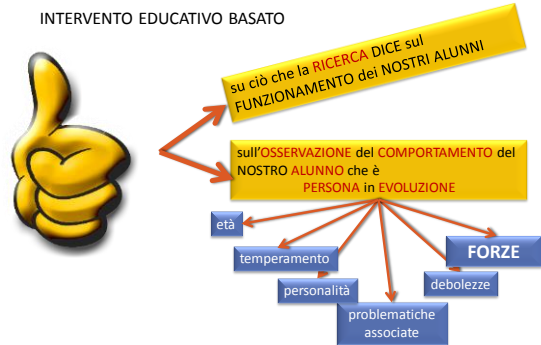 INTERVENTO EDUCATIVO BASATO
su ciò che la RICERCA DICE sul
FUNZIONAMENTO dei NOSTRI ALUNNI
sull'OSSERVAZIONE del COMPORTAMENTO del
NOSTRO ALUNNO che è
PERSONA in EVOLUZIONE
età
temperamento
personalità
problematiche
associate
debolezze
FORZE